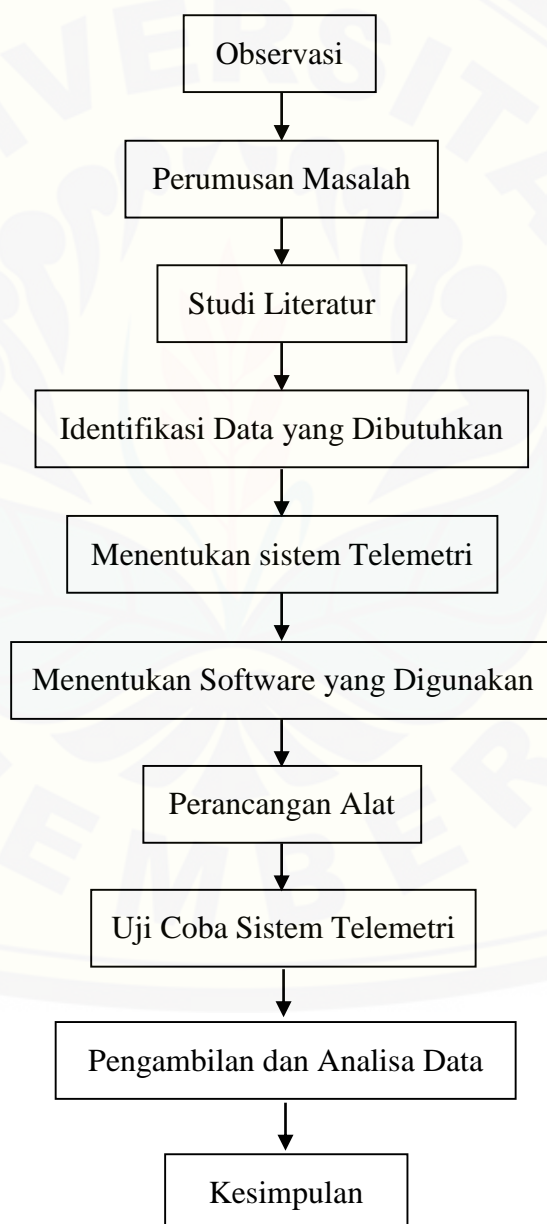 Observasi
Perumusan Masalah
Studi Literatur
Identifikasi Data yang Dibutuhkan
Menentukan sistem Telemetri
Menentukan Software yang Digunakan
Perancangan Alat
Uji Coba Sistem Telemetri
Pengambilan dan Analisa Data
Kesimpulan